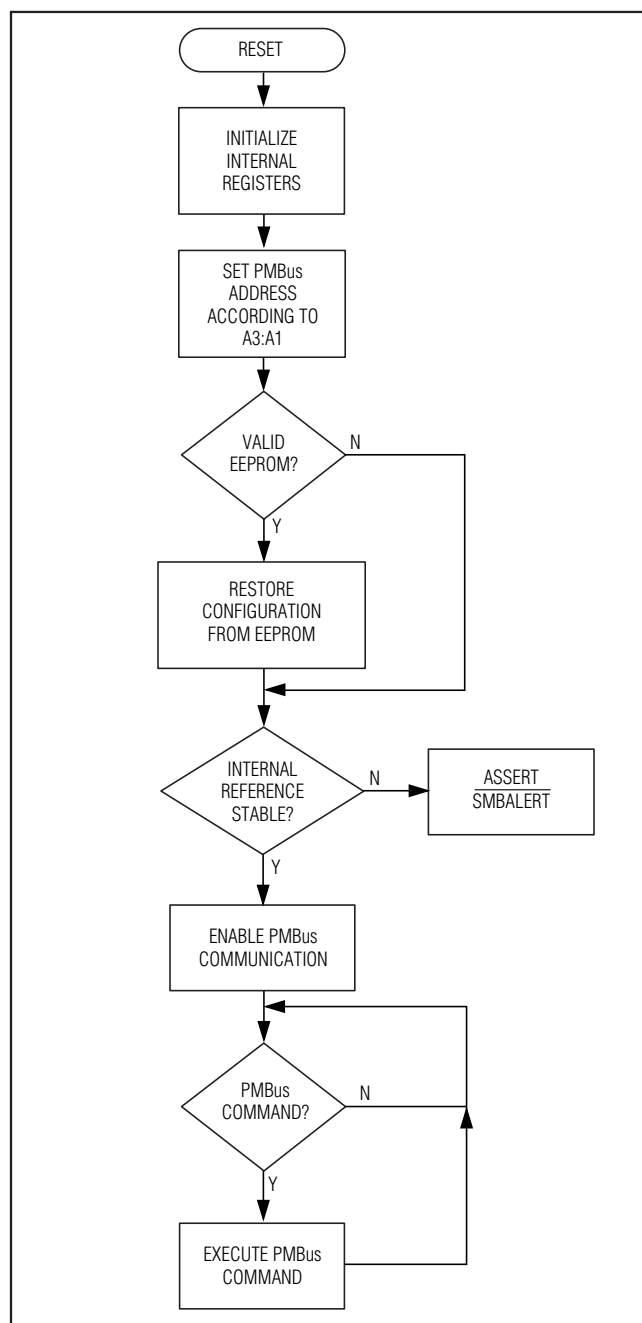 RESET
INITIALIZE
INTERNAL
REGISTERS
SET PMBus
ADDRESS
ACCORDING TO
A3:A1
VALID
EEPROM?
N
Y
RESTORE
CONFIGURATION
FROM EEPROM
INTERNAL
REFERENCE
STABLE?
N
ASSERT
SMBALERT
Y
ENABLE PMBus
COMMUNICATION
PMBus
COMMAND?
N
Y
EXECUTE PMBus
COMMAND